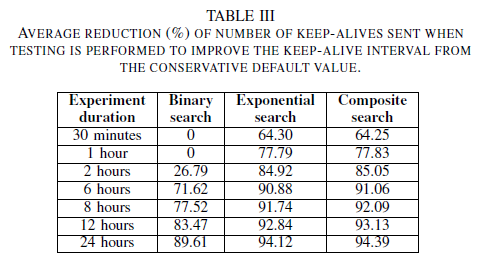 TABLE III
AVERAGE REDUCTION (%) OF NUMBER OF KEEP-ALIVES SENT WHEN
TESTING IS PERFORMED TO IMPROVE THE KEEP-ALIVE INTERVAL FROM
THE CONSERVATIVE DEFAULT VALUE.
Experiment duration Binary search Exponential search Composite search
30 minutes 0 64.30 64.25
1 hour 0 77.79 77.83
2 hours 26.79 84.92 85.05
6 hours 71.62 90.88 91.06
8 hours 77.52 91.74 92.09
12 hours 83.47 92.84 93.13
24 hours 89.61 94.12 94.39